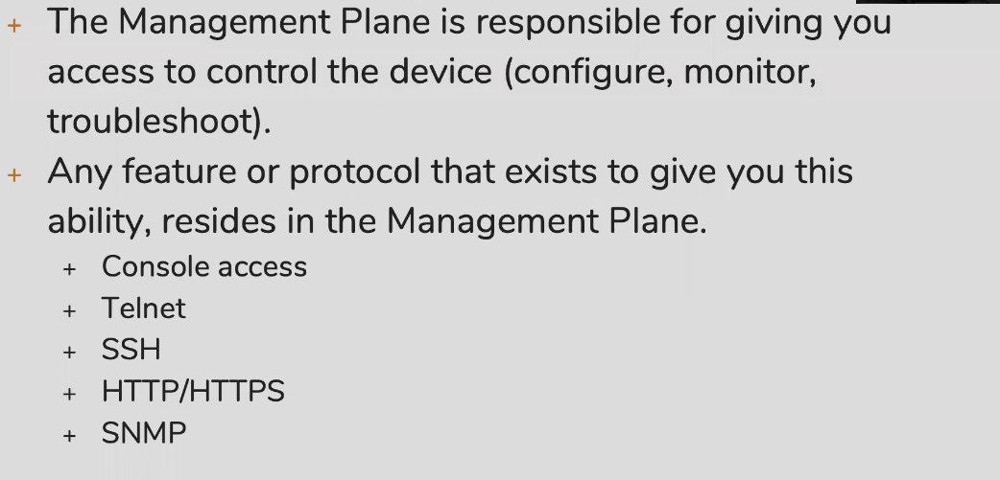 + The Management Plane is responsible for giving you
access to control the device (configure, monitor,
troubleshoot).
+ Any feature or protocol that exists to give you this
ability, resides in the Management Plane.
+ Console access
+ Telnet
+ SSH
+ HTTP/HTTPS
+ SNMP